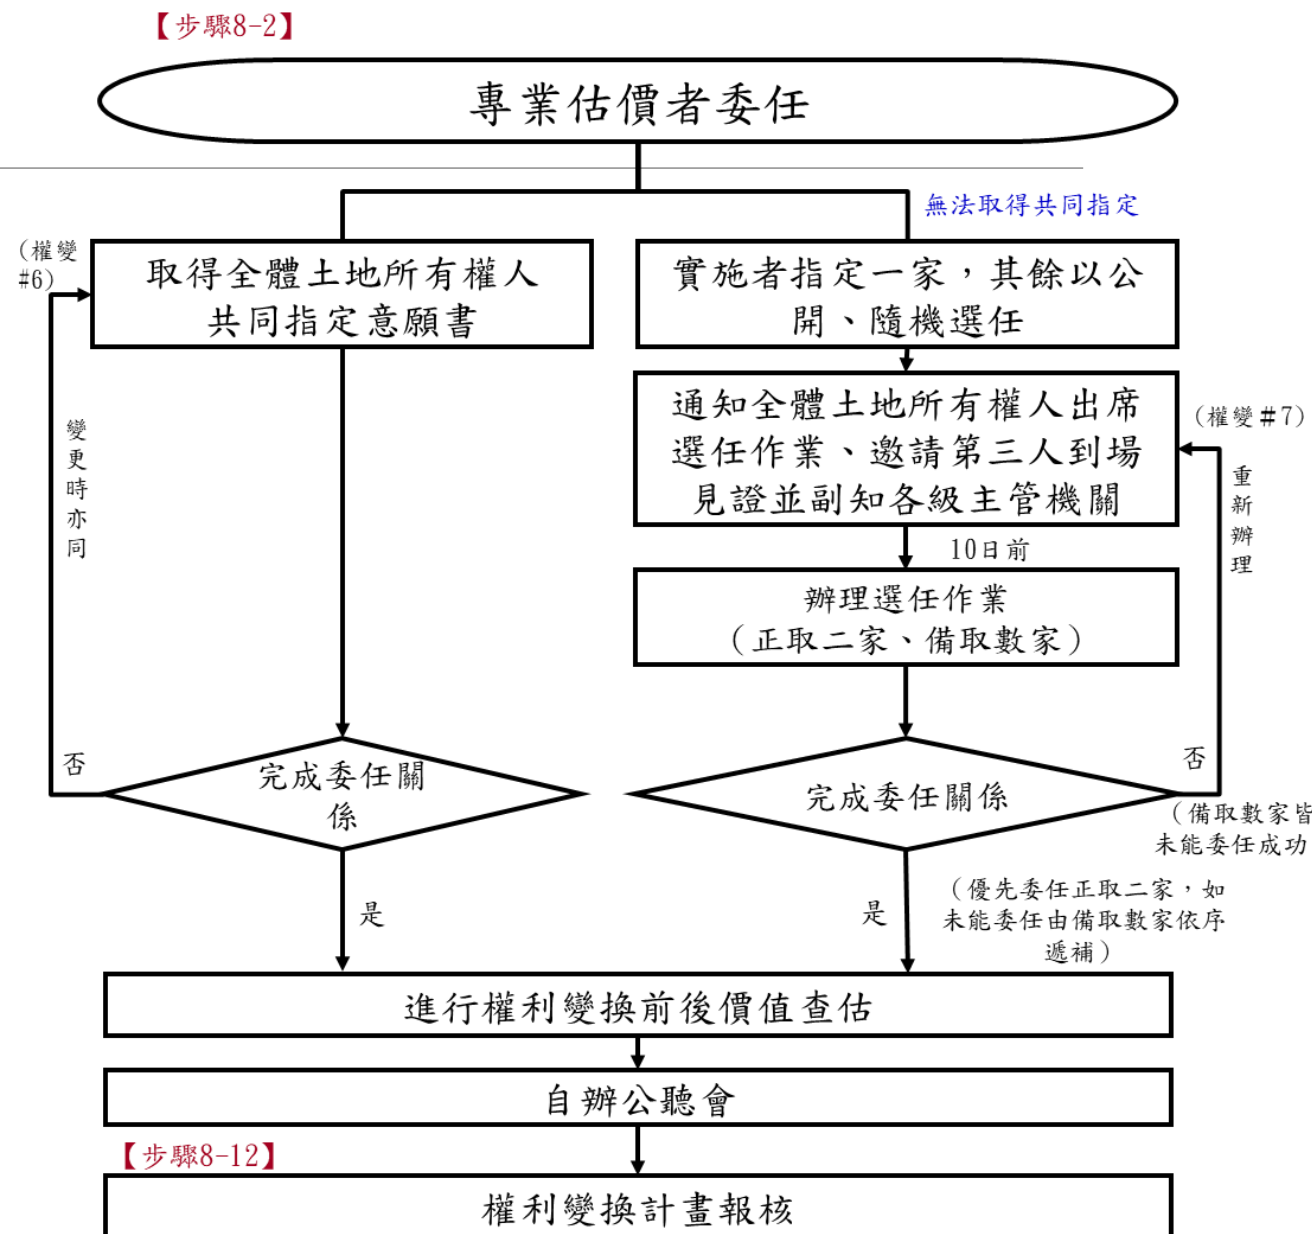 【步驟8-2】
專業估價者委任
無法取得共同指定
(權變
#6)
取得全體土地所有權人
共同指定意願書
實施者指定一家，其餘以公
開、隨機選任
通知全體土地所有權人出席
選任作業、邀請第三人到場
見證並副知各級主管機關
(權變＃7)
變
更
時
亦
同
重
新
辦
理
10日前
辦理選任作業
（正取二家、備取數家）
否
完成委任關
係
完成委任關係
否
（備取數家皆
未能委任成功
是
是
（優先委任正取二家，如
未能委任由備取數家依序
遞補）
進行權利變換前後價值查估
自辦公聽會
【步驟8-12】
權利變換計畫報核